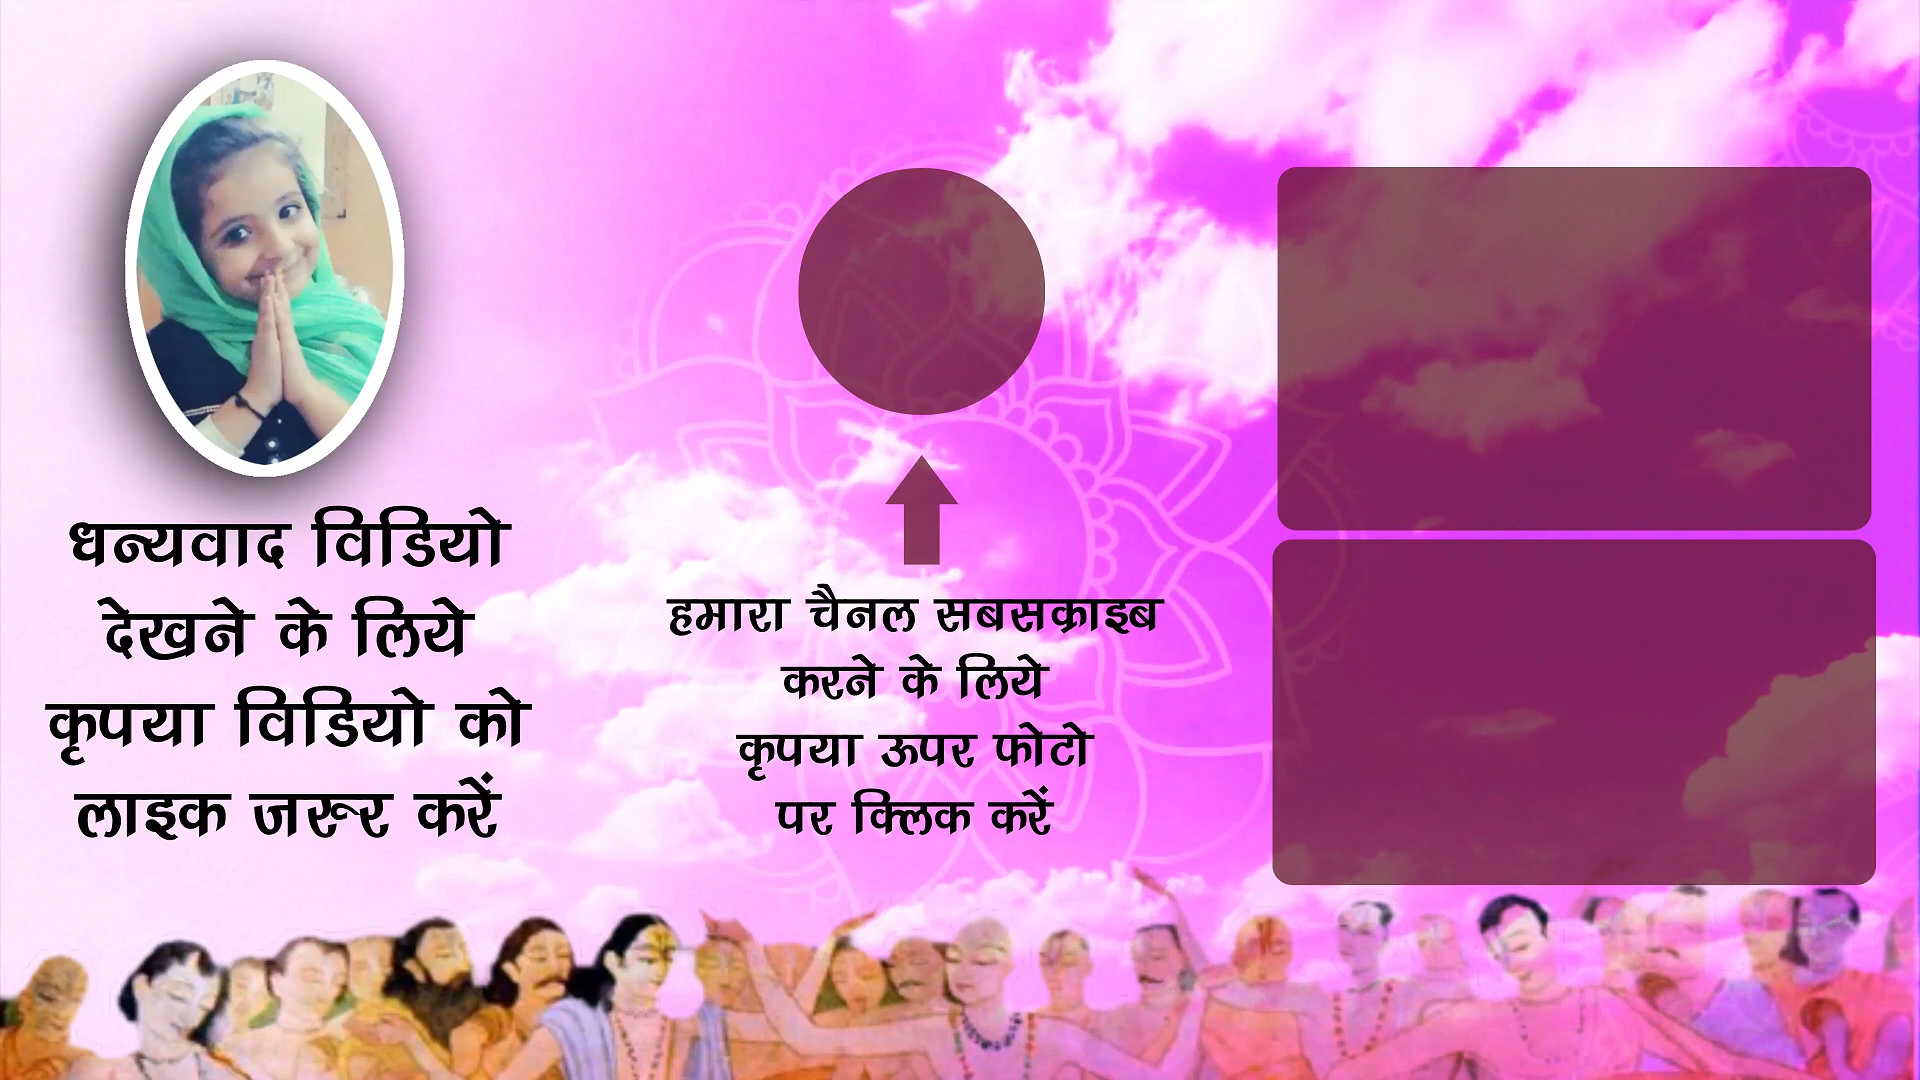 धन्यवाद विडियो
देखने के लिये
कृपया विडियो को
लाइक जरूर करें
हमारा चैनल सबसक्राइब
करने के लिये
कृपया ऊपर फोटो
पर क्लिक करें